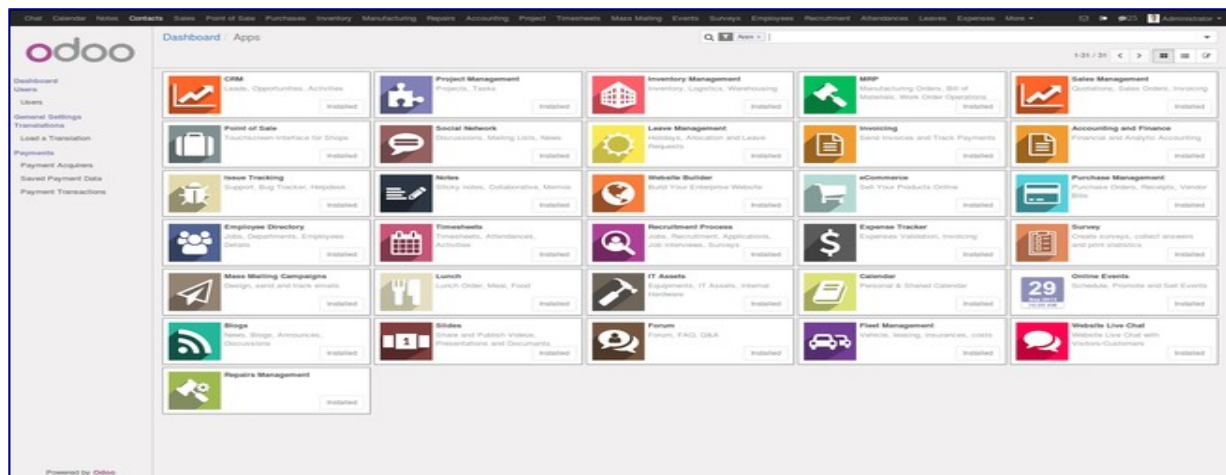 Chat Calendar Notes Contacts Sales Point of Sale Purchases Inventory Manufacturing Repairs Accounting Project Timesheets Mass Mailing Events Surveys Employees Recruitment Attendances Leaves Expenses More Administrator
odoo
Dashboard / Apps
Apps
1-31 / 31
Dashboard
Users
Users
General Settings
Translations
Load a Translation
Payments
Payment Acquirers
Saved Payment Data
Payment Transactions
CRM
Leads, Opportunities, Activities
Installed
Project Management
Projects, Tasks
Installed
Inventory Management
Inventory, Logistics, Warehousing
Installed
MRP
Manufacturing Orders, Bill of
Materials, Work Order Operations
Installed
Sales Management
Quotations, Sales Orders, Invoicing
Installed
Point of Sale
Touchscreen Interface for Shops
Installed
Social Network
Discussions, Mailing Lists, News
Installed
Leave Management
Holidays, Allocation and Leave
Requests
Installed
Invoicing
Send Invoices and Track Payments
Installed
Accounting and Finance
Financial and Analytic Accounting
Installed
Issue Tracking
Support, Bug Tracker, Helpdesk
Installed
Notes
Sticky notes, Collaborative, Memos
Installed
Website Builder
Build Your Enterprise Website
Installed
eCommerce
Sell Your Products Online
Installed
Purchase Management
Purchase Orders, Receipts, Vendor
Bills
Installed
Employee Directory
Jobs, Departments, Employees
Details
Installed
Timesheets
Timesheets, Attendances,
Activities
Installed
Recruitment Process
Jobs, Recruitment, Applications,
Job Interviews, Surveys
Installed
Expense Tracker
Expenses Validation, Invoicing
Installed
Survey
Create surveys, collect answers
and print statistics
Installed
Mass Mailing Campaigns
Design, send and track emails
Installed
Lunch
Lunch Order, Meal, Food
Installed
IT Assets
Equipments, IT Assets, Internal
Hardware
Installed
Calendar
Personal & Shared Calendar
Installed
29
Online Events
Schedule, Promote and Sell Events
Installed
Blogs
News, Blogs, Announces,
Discussions
Installed
1
Slides
Share and Publish Videos,
Presentations and Documents
Installed
Forum
Forum, FAQ, Q&A
Installed
Fleet Management
Vehicle, leasing, insurances, costs
Installed
Website Live Chat
Website Live Chat with
Visitors/Customers
Installed
Repairs Management
Installed
Powered by Odoo